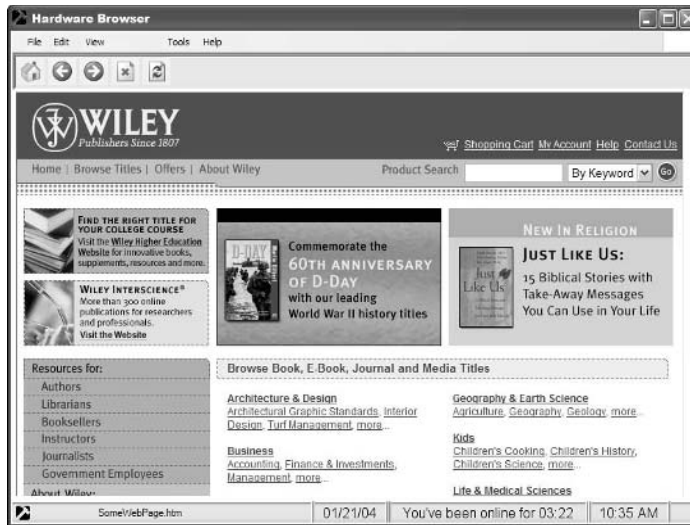 Hardware Browser
File Edit View Tools Help
WILEY
Publishers Since 1807
Shopping Cart My Account Help Contact Us
Home | Browse Titles | Offers | About Wiley
Product Search
By Keyword
Go
FIND THE RIGHT TITLE FOR
YOUR COLLEGE COURSE
Visit the Wiley Higher Education
Website for innovative books,
supplements, resources and more.
WILEY INTERSCIENCE®
More than 300 online
publications for researchers
and professionals.
Visit the Website
D-DAY
Commemorate the
60TH ANNIVERSARY
OF D-DAY
with our leading
World War II history titles
NEW IN RELIGION
Just
Like Us
JUST LIKE US:
15 Biblical Stories with
Take-Away Messages
You Can Use in Your Life
Resources for:
Authors
Librarians
Booksellers
Instructors
Journalists
Government Employees
About Wiley:
Browse Book, E-Book, Journal and Media Titles
Architecture & Design
Architectural Graphic Standards, Interior
Design, Turf Management, more...
Business
Accounting, Finance & Investments,
Management, more...
Geography & Earth Science
Agriculture, Geography, Geology, more...
Kids
Children's Cooking, Children's History,
Children's Science, more...
Life & Medical Sciences
SomeWebPage.htm
01/21/04
You've been online for 03:22
10:35 AM